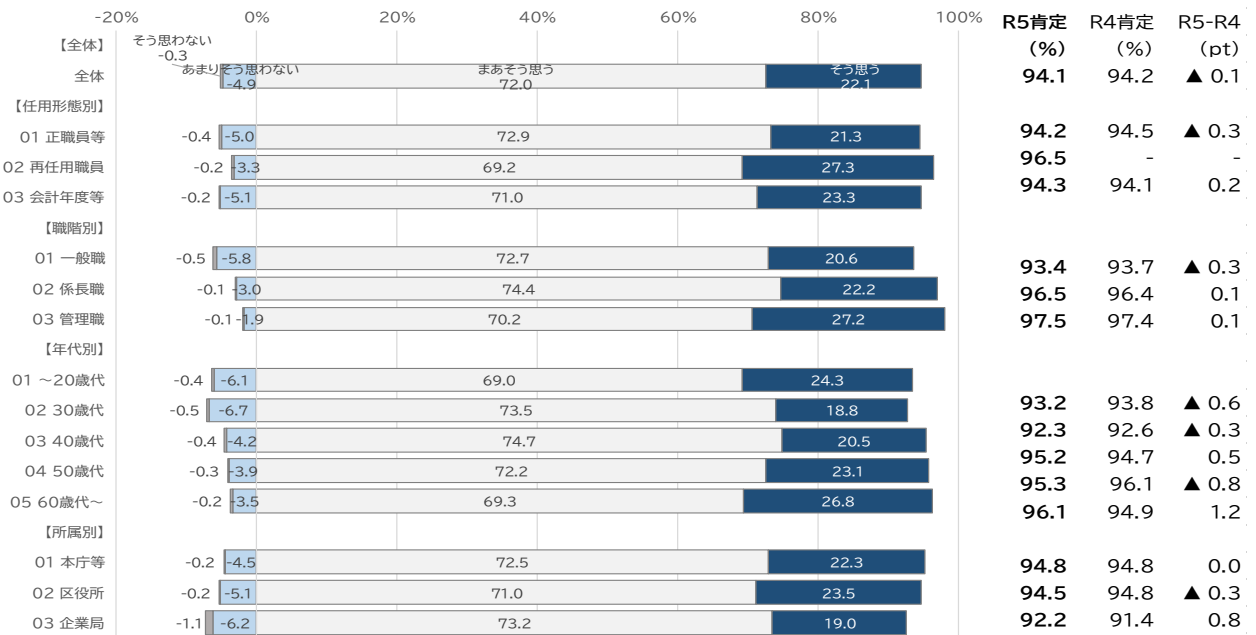 -20% 0% 20% 40% 60% 80% 100% R5肯定 R4肯定 R5-R4
(%) (%) (pt)
【全体】 そう思わない
-0.3
あまりそう思わない まあそう思う そう思う
全体 -4.9 72.0 22.1 94.1 94.2 ▲ 0.1
【任用形態別】
01 正職員等 -0.4 -5.0 72.9 21.3 94.2 94.5 ▲ 0.3
02 再任用職員 -0.2 -3.3 69.2 27.3 96.5 - -
03 会計年度等 -0.2 -5.1 71.0 23.3 94.3 94.1 0.2
【職階別】
01 一般職 -0.5 -5.8 72.7 20.6 93.4 93.7 ▲ 0.3
02 係長職 -0.1 -3.0 74.4 22.2 96.5 96.4 0.1
03 管理職 -0.1 -1.9 70.2 27.2 97.5 97.4 0.1
【年代別】
01 ～20歳代 -0.4 -6.1 69.0 24.3 93.2 93.8 ▲ 0.6
02 30歳代 -0.5 -6.7 73.5 18.8 92.3 92.6 ▲ 0.3
03 40歳代 -0.4 -4.2 74.7 20.5 95.2 94.7 0.5
04 50歳代 -0.3 -3.9 72.2 23.1 95.3 96.1 ▲ 0.8
05 60歳代～ -0.2 -3.5 69.3 26.8 96.1 94.9 1.2
【所属別】
01 本庁等 -0.2 -4.5 72.5 22.3 94.8 94.8 0.0
02 区役所 -0.2 -5.1 71.0 23.5 94.5 94.8 ▲ 0.3
03 企業局 -1.1 -6.2 73.2 19.0 92.2 91.4 0.8